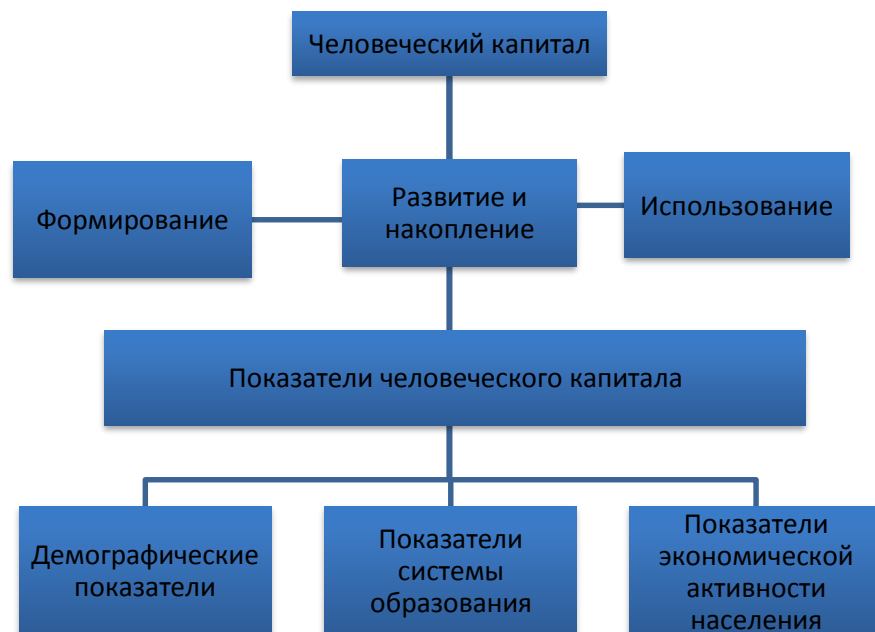 Человеческий капитал
Формирование
Развитие и
накопление
Использование
Показатели человеческого капитала
Демографические
показатели
Показатели
системы
образования
Показатели
экономической
активности
населения